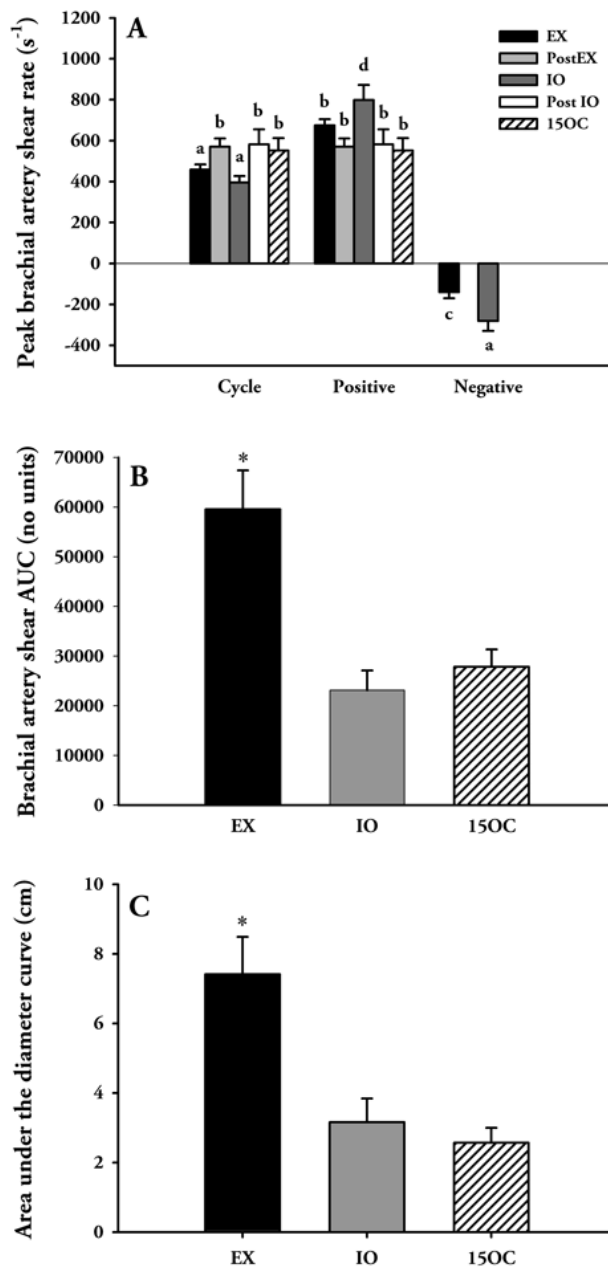 A
EX
PostEX
IO
Post IO
15OC
Peak brachial artery shear rate (s⁻¹)
1200
1000
800
600
400
200
0
-200
-400
a
b
a
b
b
b
b
d
b
b
c
a
Cycle
Positive
Negative
B
Brachial artery shear AUC (no units)
70000
60000
50000
40000
30000
20000
10000
0
*
EX
IO
15OC
C
Area under the diameter curve (cm)
10
8
6
4
2
0
*
EX
IO
15OC